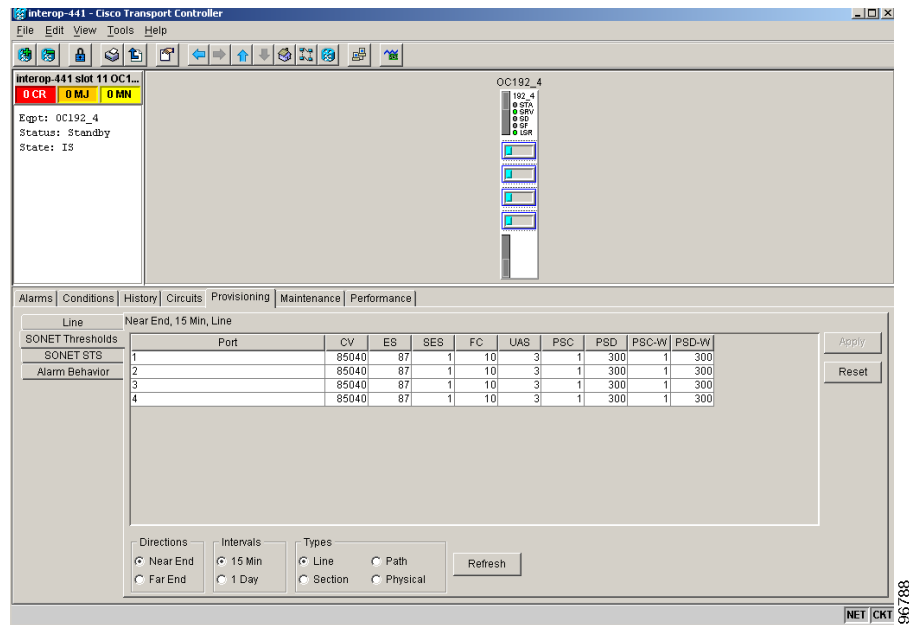 interop-441 - Cisco Transport Controller
File Edit View Tools Help
interop-441 slot 11 OC1...
0 CR 0 MJ 0 MN
Eqpt: OC192_4
Status: Standby
State: IS
OC192_4
192_4
STA
SRV
SD
SF
LSR
Alarms Conditions History Circuits Provisioning Maintenance Performance
Line
SONET Thresholds
SONET STS
Alarm Behavior
Near End, 15 Min, Line
Port CV ES SES FC UAS PSC PSD PSC-W PSD-W
1 85040 87 1 10 3 1 300 1 300
2 85040 87 1 10 3 1 300 1 300
3 85040 87 1 10 3 1 300 1 300
4 85040 87 1 10 3 1 300 1 300
Apply
Reset
Directions Intervals Types
Near End 15 Min Line Path
Far End 1 Day Section Physical
Refresh
NET CKT
96788